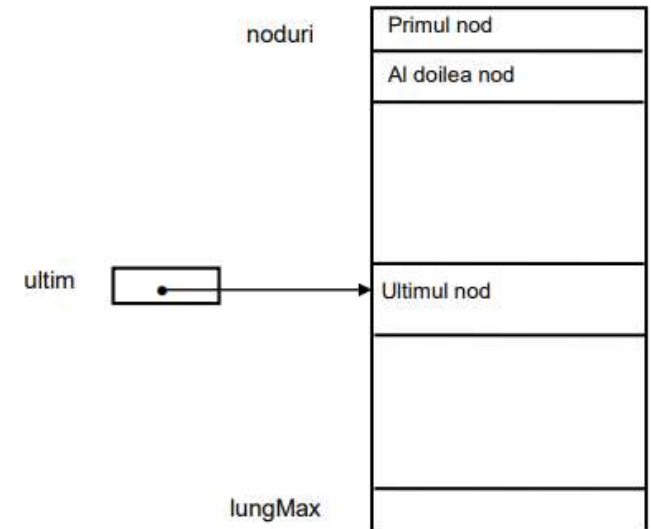 noduri
Primul nod
Al doilea nod
ultim
Ultimul nod
lungMax